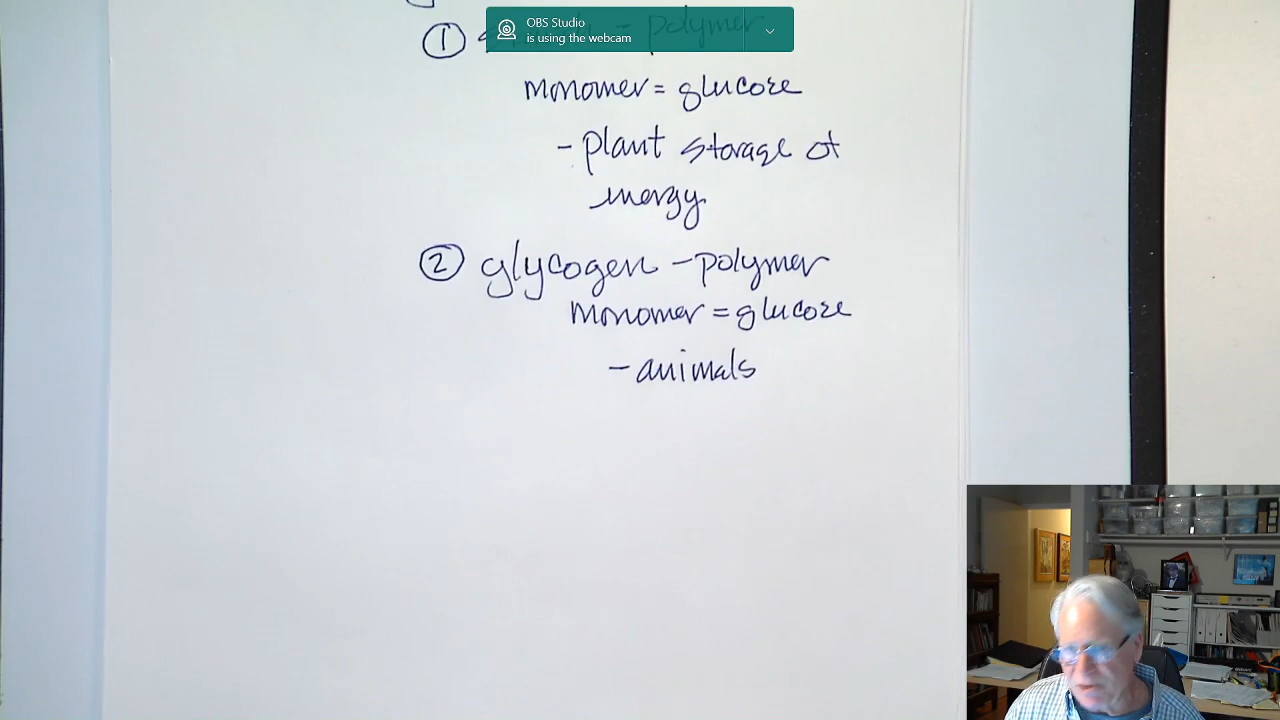 OBS Studio
is using the webcam
① - polymer
monomer = glucose
- plant storage of
energy
② glycogen - polymer
monomer = glucose
- animals